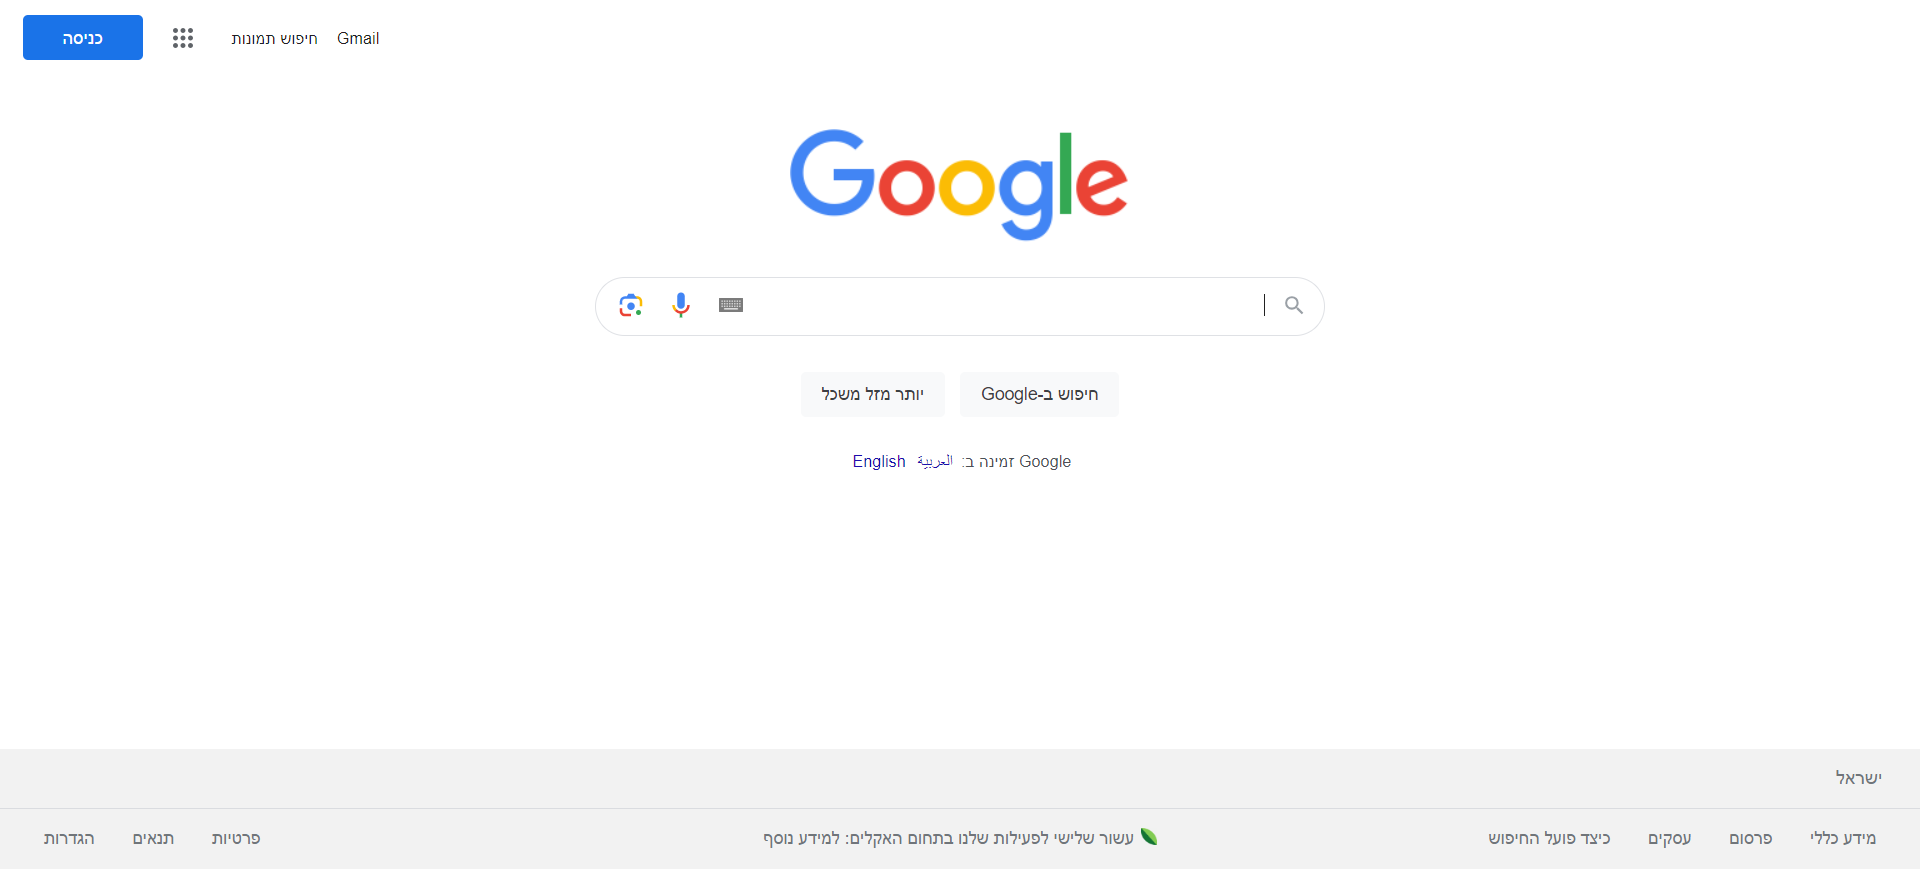 Gmail
חיפוש תמונות
כניסה
Google
חיפוש ב-Google
יותר מזל משכל
Google זמינה ב: العربية English
ישראל
מידע כללי
פרסום
עסקים
כיצד פועל החיפוש
עשור שלישי לפעילות שלנו בתחום האקלים: למידע נוסף
פרטיות
תנאים
הגדרות